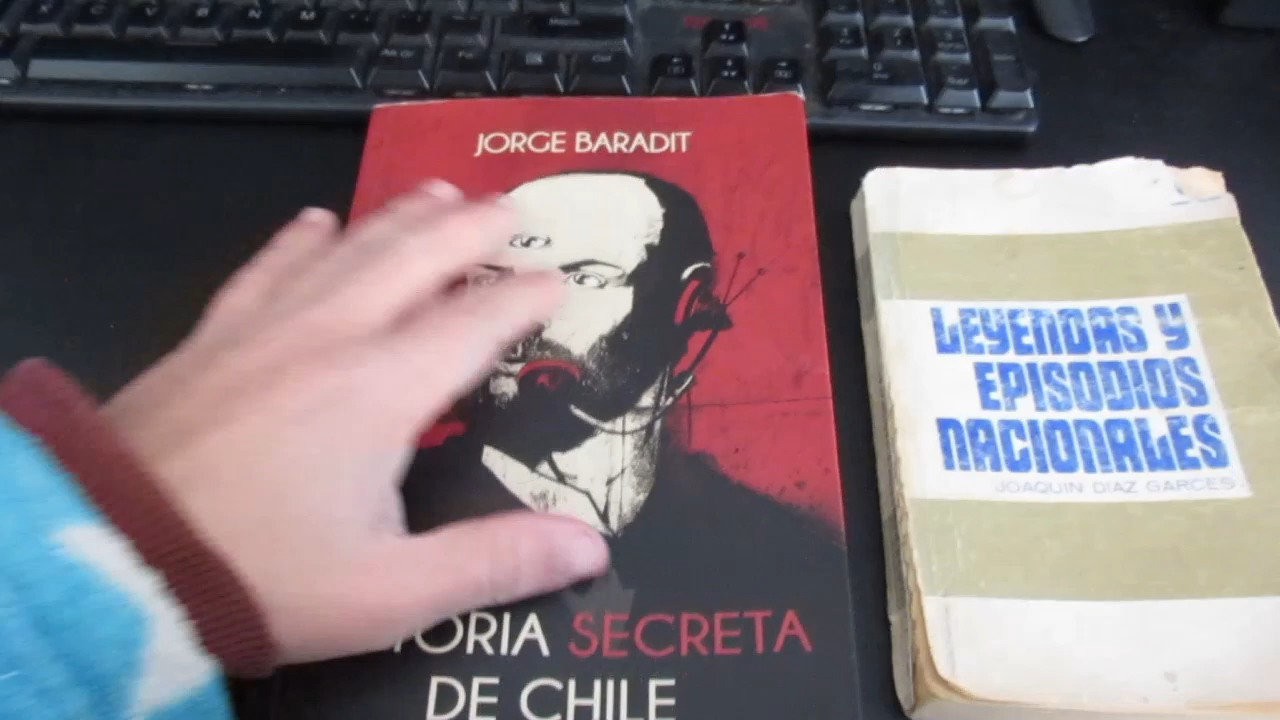 JORGE BARADIT
TORIA SECRETA
DE CHILE
LEYENDAS Y
EPISODIOS
NACIONALES
JOAQUIN DIAZ GARCES